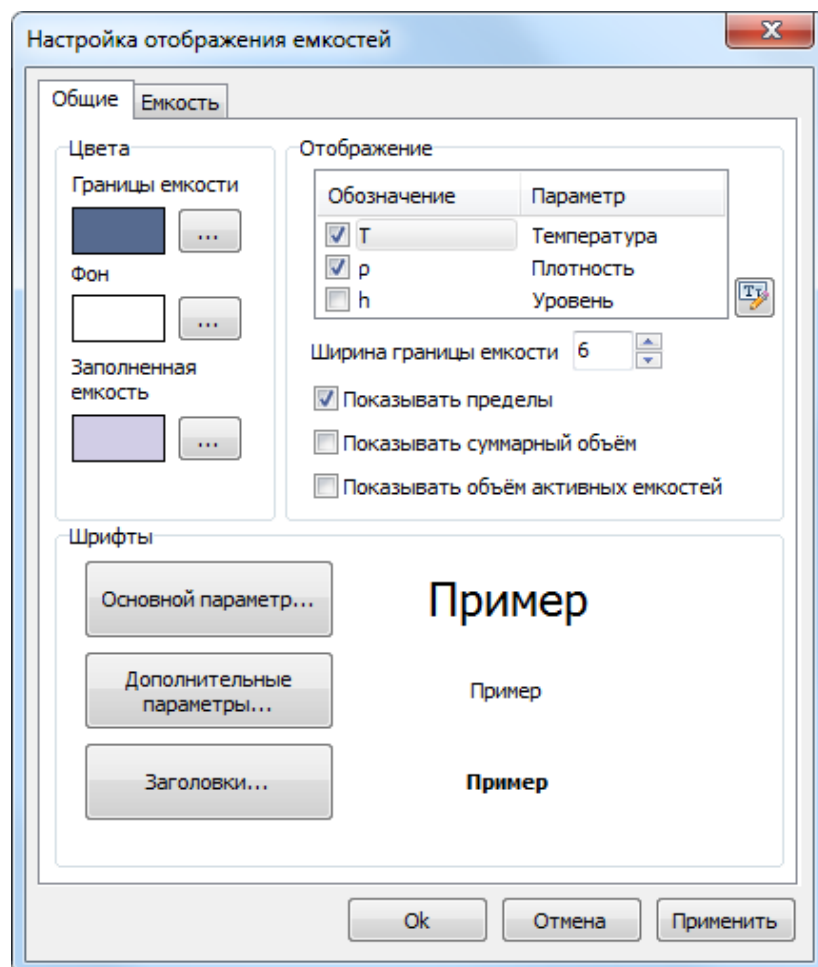 Настройка отображения емкостей
Общие Емкость
Цвета
Границы емкости
...
Фон
...
Заполненная
емкость
...
Отображение
Обозначение Параметр
T Температура
ρ Плотность
h Уровень
Ширина границы емкости 6
Показывать пределы
Показывать суммарный объём
Показывать объём активных емкостей
Шрифты
Основной параметр... Пример
Дополнительные
параметры...
Пример
Заголовки... Пример
Ok Отмена Применить